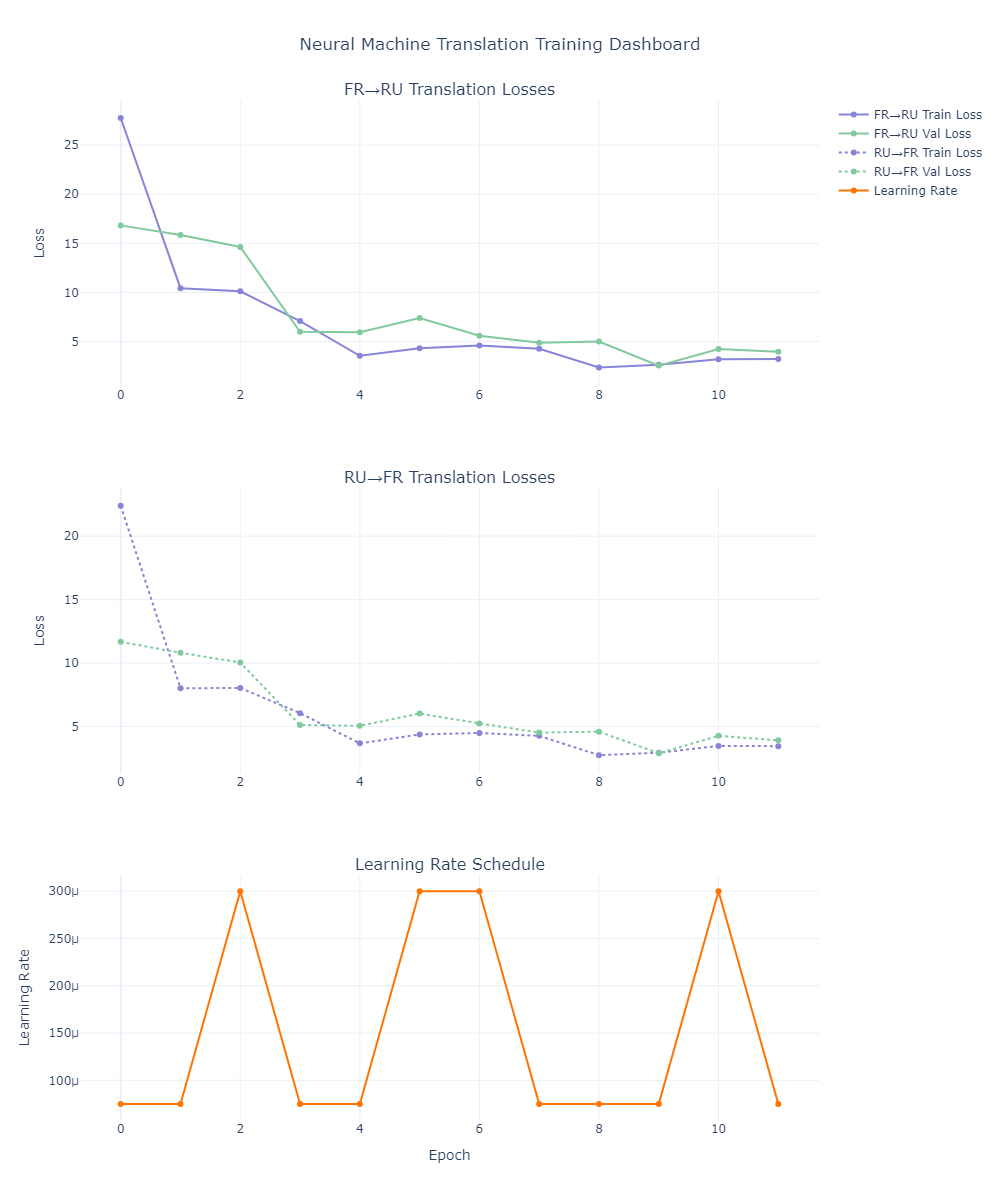 Neural Machine Translation Training Dashboard
FR→RU Translation Losses
FR→RU Train Loss
FR→RU Val Loss
RU→FR Train Loss
RU→FR Val Loss
Learning Rate
Loss
25
20
15
10
5
0 2 4 6 8 10
RU→FR Translation Losses
Loss
20
15
10
5
0 2 4 6 8 10
Learning Rate Schedule
Learning Rate
300μ
250μ
200μ
150μ
100μ
0 2 4 6 8 10
Epoch